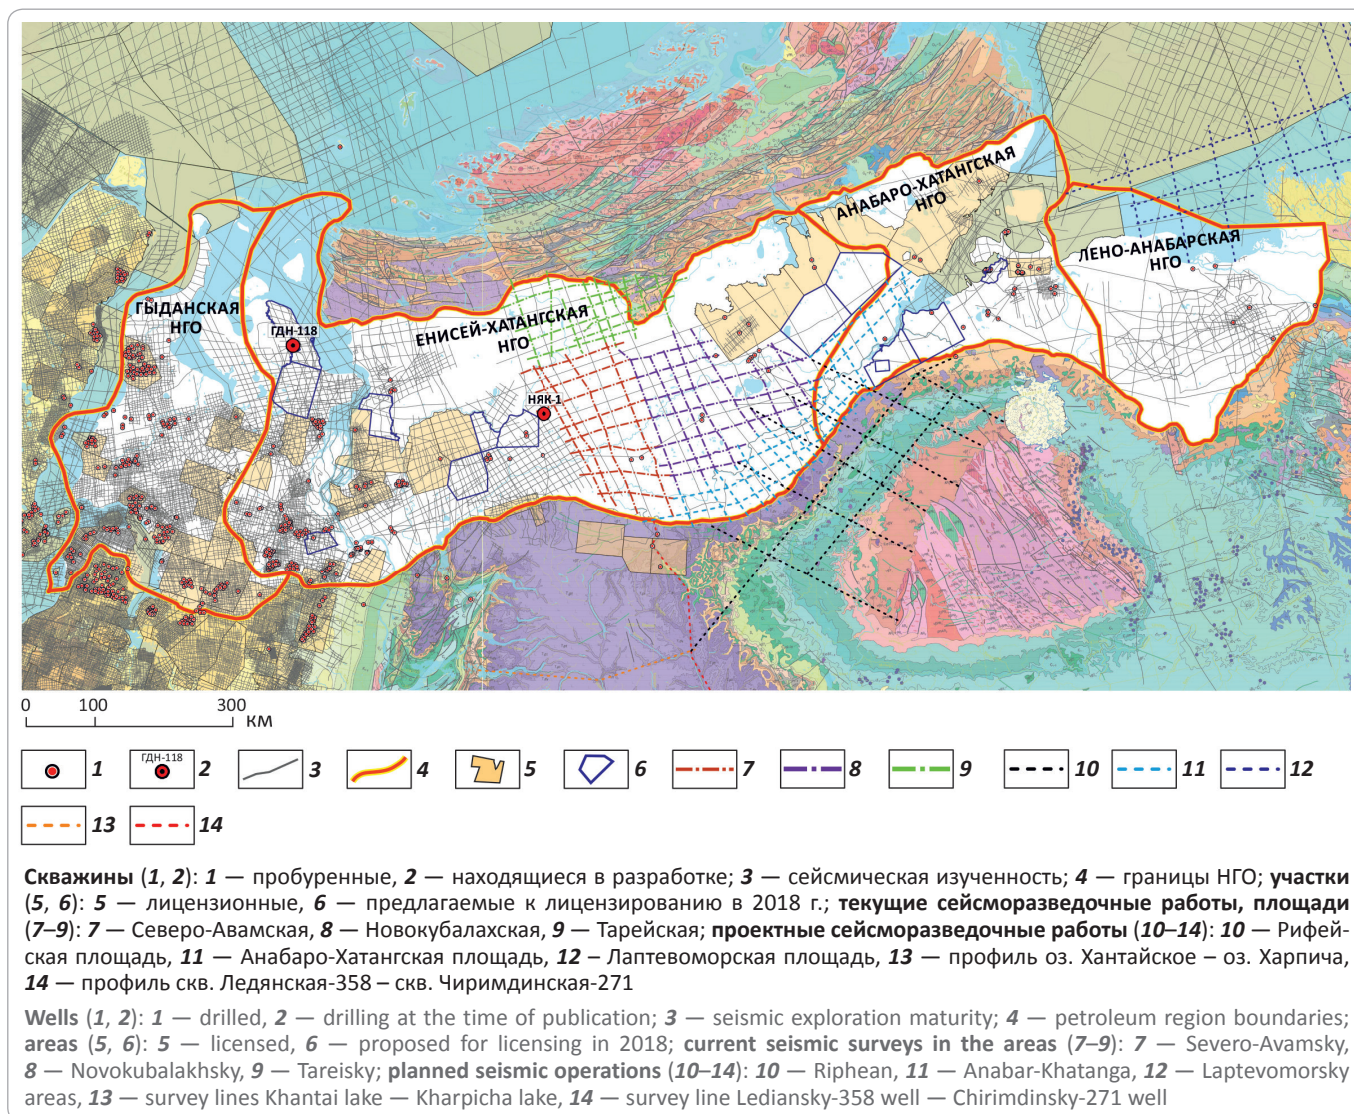 АНАБАРО-ХАТАНГСКАЯ
НГО
ЛЕНО-АНАБАРСКАЯ
НГО
ГЫДАНСКАЯ
НГО
ГДН-118
ЕНИСЕЙ-ХАТАНГСКАЯ
НГО
НЯК-1
0 100 300
КМ
1 ГДН-118 2 3 4 5 6 7 8 9 10 11 12
13 14
Скважины (1, 2): 1 — пробуренные, 2 — находящиеся в разработке; 3 — сейсмическая изученность; 4 — границы НГО; участки
(5, 6): 5 — лицензионные, 6 — предлагаемые к лицензированию в 2018 г.; текущие сейсморазведочные работы, площади
(7–9): 7 — Северо-Авамская, 8 — Новокубалахская, 9 — Тарейская; проектные сейсморазведочные работы (10–14): 10 — Рифей-
ская площадь, 11 — Анабаро-Хатангская площадь, 12 – Лаптевоморская площадь, 13 — профиль оз. Хантайское – оз. Харпича,
14 — профиль скв. Ледянская-358 – скв. Чиримдинская-271
Wells (1, 2): 1 — drilled, 2 — drilling at the time of publication; 3 — seismic exploration maturity; 4 — petroleum region boundaries;
areas (5, 6): 5 — licensed, 6 — proposed for licensing in 2018; current seismic surveys in the areas (7–9): 7 — Severo-Avamsky,
8 — Novokubalakhsky, 9 — Tareisky; planned seismic operations (10–14): 10 — Riphean, 11 — Anabar-Khatanga, 12 — Laptevomorsky
areas, 13 — survey lines Khantai lake — Kharpicha lake, 14 — survey line Lediansky-358 well — Chirimdinsky-271 well